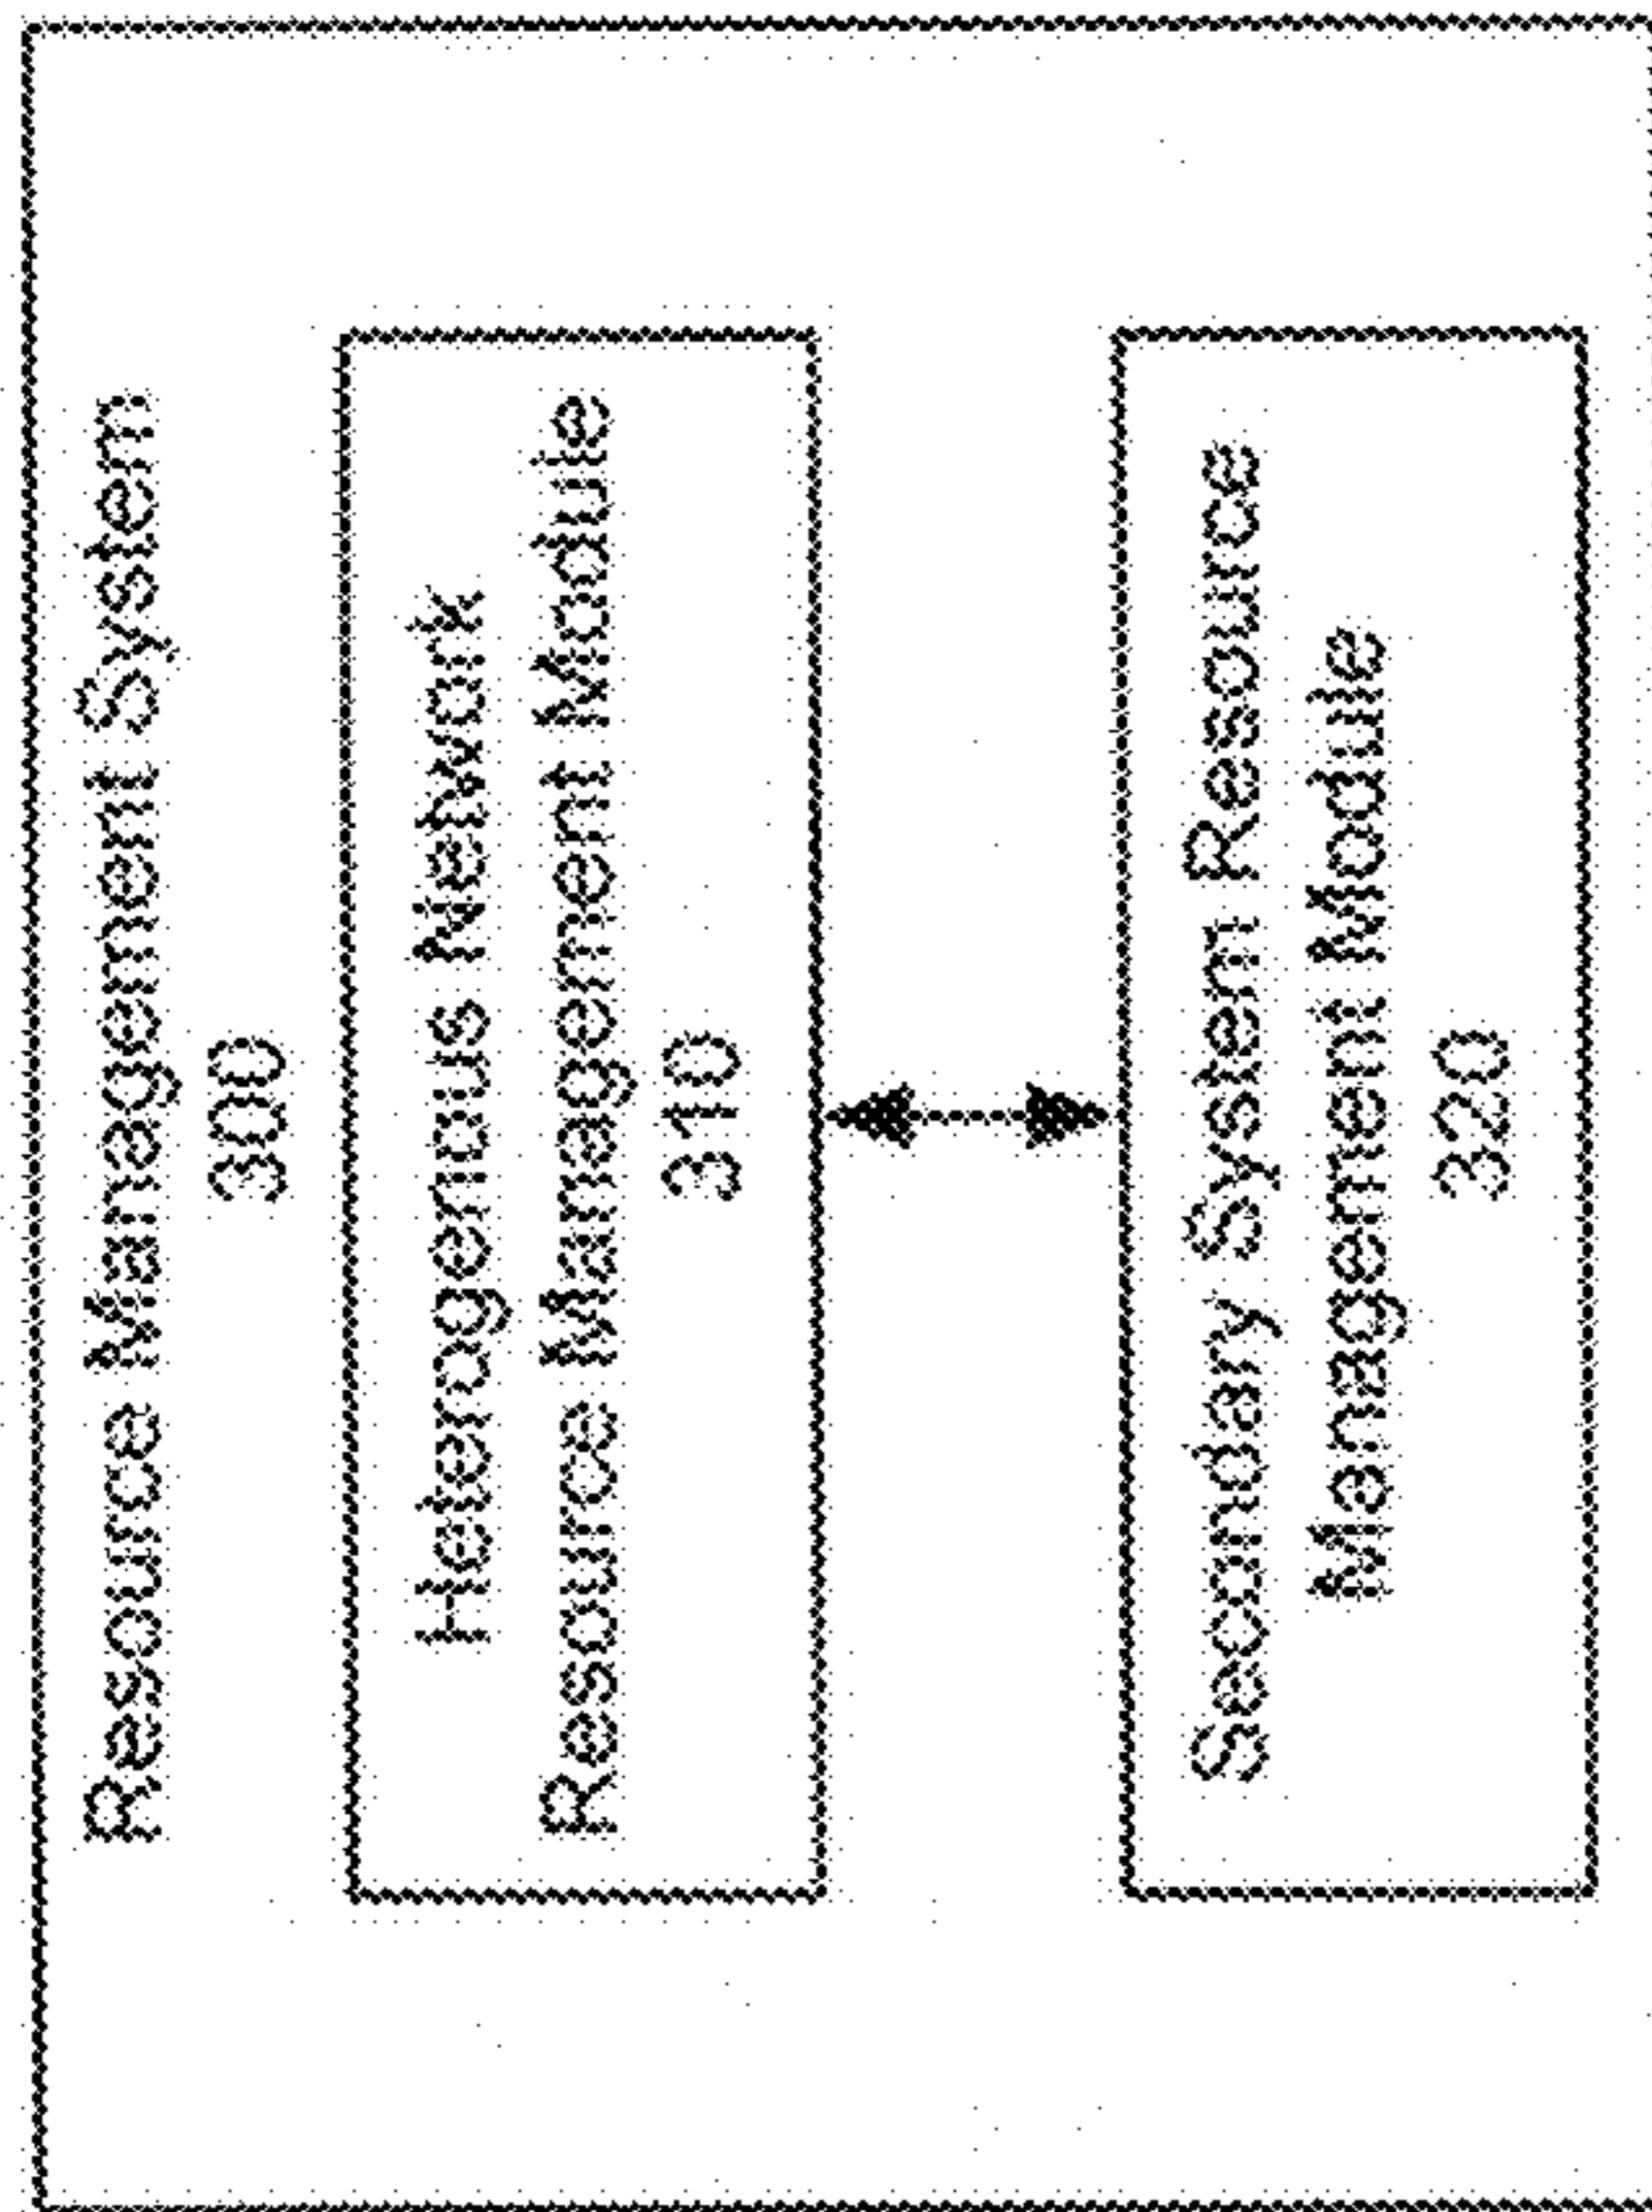 Resource Management System
300
Heterogenous Network
Resource Management Module
310
Secondary System Resource
Management Module
320